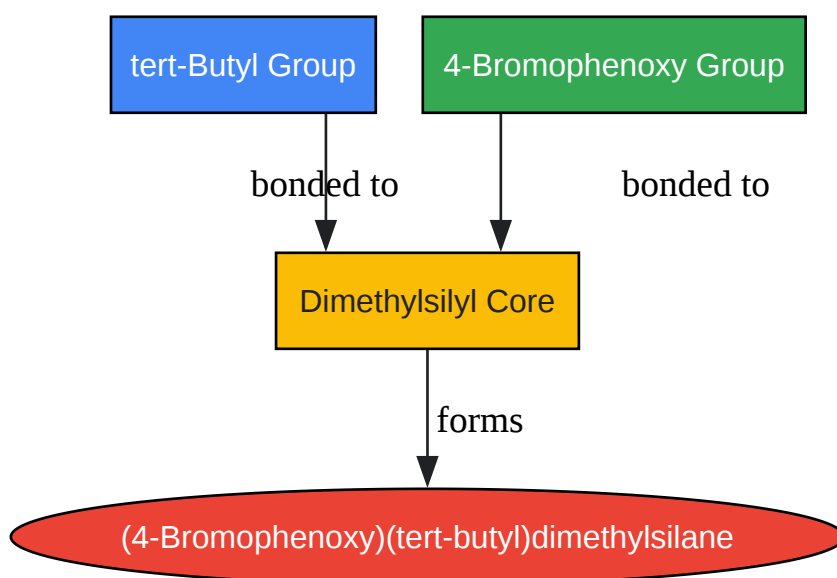 tert-Butyl Group
4-Bromophenoxy Group
bonded to
bonded to
Dimethylsilyl Core
forms
(4-Bromophenoxy)(tert-butyl)dimethylsilane